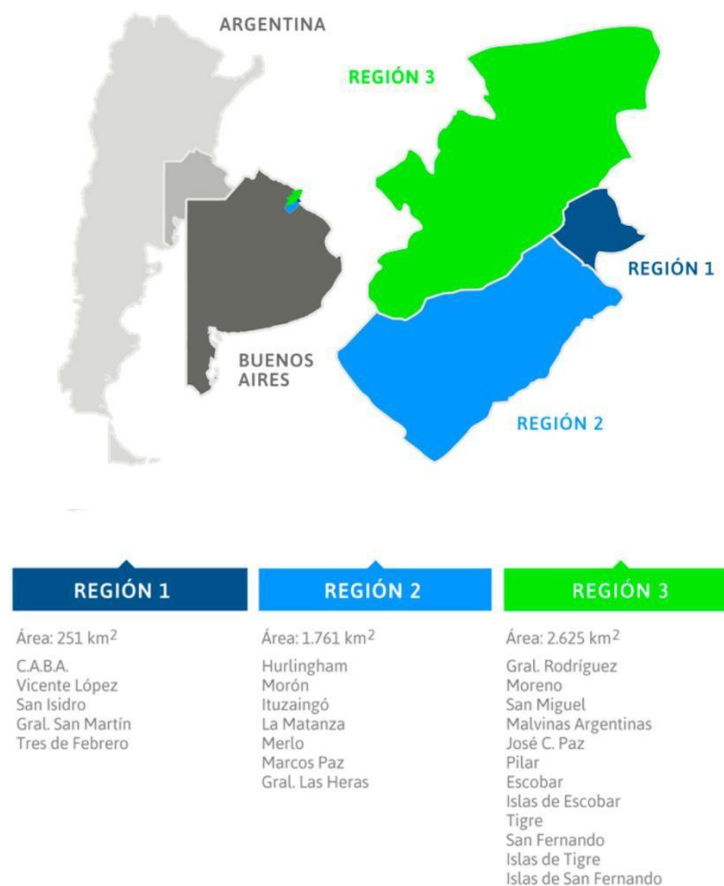 ARGENTINA
REGIÓN 3
REGIÓN 1
BUENOS
AIRES
REGIÓN 2
REGIÓN 1
Área: 251 km²
C.A.B.A.
Vicente López
San Isidro
Gral. San Martín
Tres de Febrero
REGIÓN 2
Área: 1.761 km²
Hurlingham
Morón
Ituzaingó
La Matanza
Merlo
Marcos Paz
Gral. Las Heras
REGIÓN 3
Área: 2.625 km²
Gral. Rodríguez
Moreno
San Miguel
Malvinas Argentinas
José C. Paz
Pilar
Escobar
Islas de Escobar
Tigre
San Fernando
Islas de Tigre
Islas de San Fernando